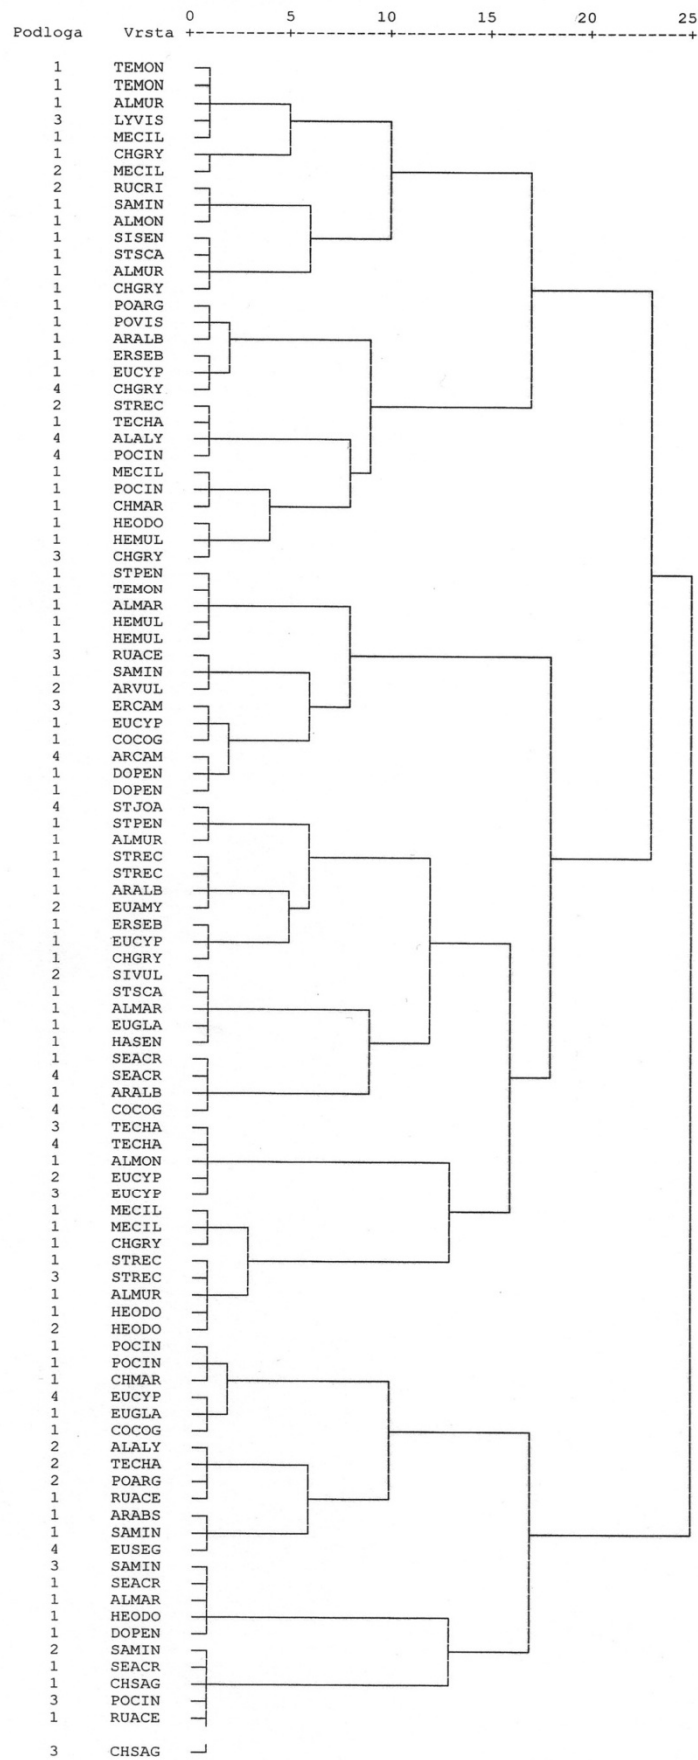 0 5 10 15 20 25
Podloga Vrsta
1 TEMON
1 TEMON
1 ALMUR
3 LYVIS
1 MECIL
1 CHGRY
2 MECIL
2 RUCRI
1 SAMIN
1 ALMON
1 SISEN
1 STSCA
1 ALMUR
1 CHGRY
1 POARG
1 POVIS
1 ARALB
1 ERSEB
1 EUCYP
4 CHGRY
2 STREC
1 TECHA
4 ALALY
4 POCIN
1 MECIL
1 POCIN
1 CHMAR
1 HEODO
1 HEMUL
3 CHGRY
1 STPEN
1 TEMON
1 ALMAR
1 HEMUL
1 HEMUL
3 RUACE
1 SAMIN
2 ARVUL
3 ERCAM
1 EUCYP
1 COCOG
4 ARCAM
1 DOPEN
1 DOPEN
4 STJOA
1 STPEN
1 ALMUR
1 STREC
1 STREC
1 ARALB
2 EUAMY
1 ERSEB
1 EUCYP
1 CHGRY
2 SIVUL
1 STSCA
1 ALMAR
1 EUGLA
1 HASEN
1 SEACR
4 SEACR
1 ARALB
4 COCOG
3 TECHA
4 TECHA
1 ALMON
2 EUCYP
3 EUCYP
1 MECIL
1 MECIL
1 CHGRY
1 STREC
3 STREC
1 ALMUR
1 HEODO
2 HEODO
1 POCIN
1 POCIN
1 CHMAR
4 EUCYP
1 EUGLA
1 COCOG
2 ALALY
2 TECHA
2 POARG
1 RUACE
1 ARABS
1 SAMIN
4 EUSEG
3 SAMIN
1 SEACR
1 ALMAR
1 HEODO
1 DOPEN
2 SAMIN
1 SEACR
1 CHSAG
3 POCIN
1 RUACE
3 CHSAG